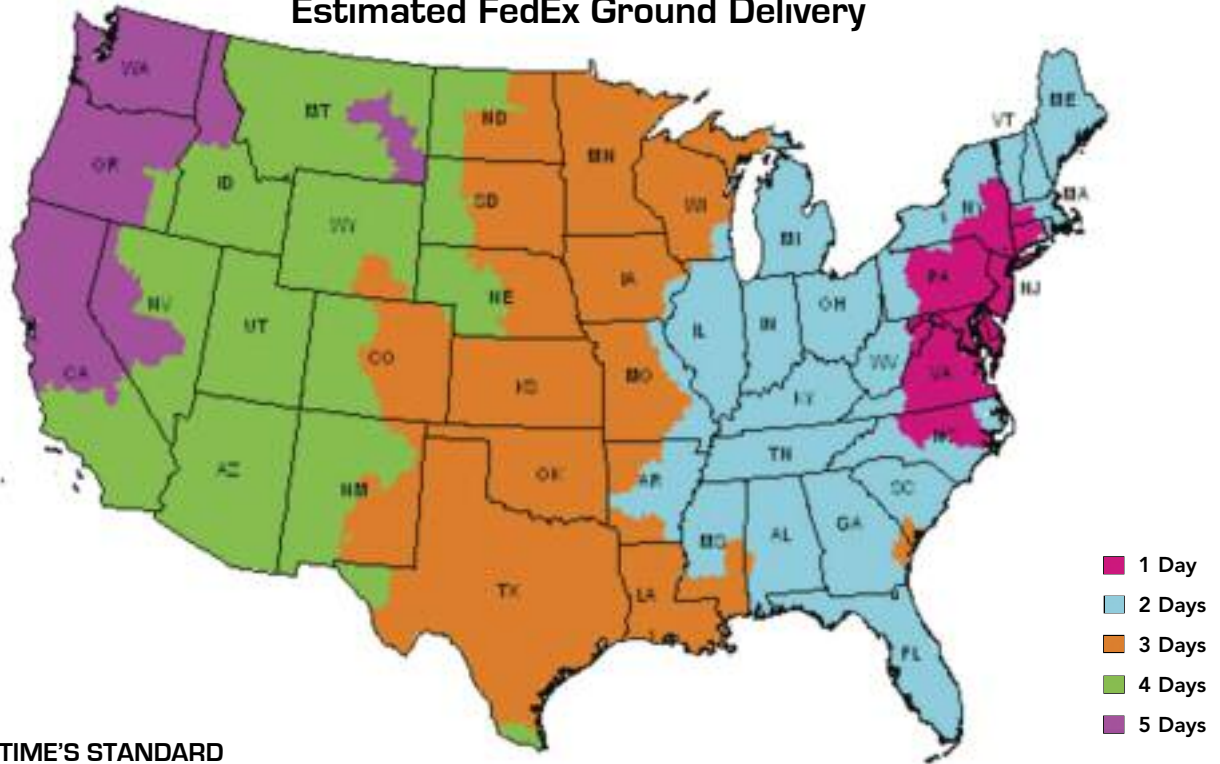 Estimated FedEx Ground Delivery
WA
OR
CA
NV
ID
MT
WY
UT
AZ
CO
NM
ND
SD
NE
KS
OK
TX
MN
IA
MO
AR
LA
WI
IL
MI
IN
OH
KY
TN
MS
AL
GA
FL
SC
NC
VA
WV
PA
NY
VT
ME
MA
NJ
1 Day
2 Days
3 Days
4 Days
5 Days
TIME'S STANDARD